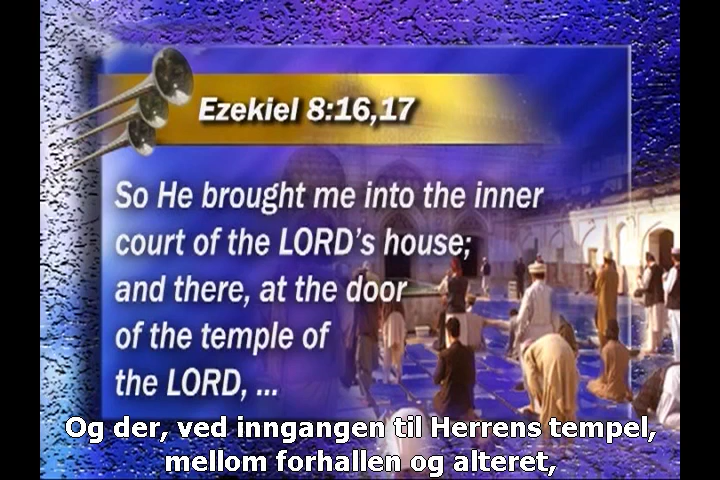 Ezekiel 8:16,17
So He brought me into the inner
court of the LORD's house;
and there, at the door
of the temple of
the LORD, ...
Og der, ved inngangen til Herrens tempel,
mellom forhallen og alteret,